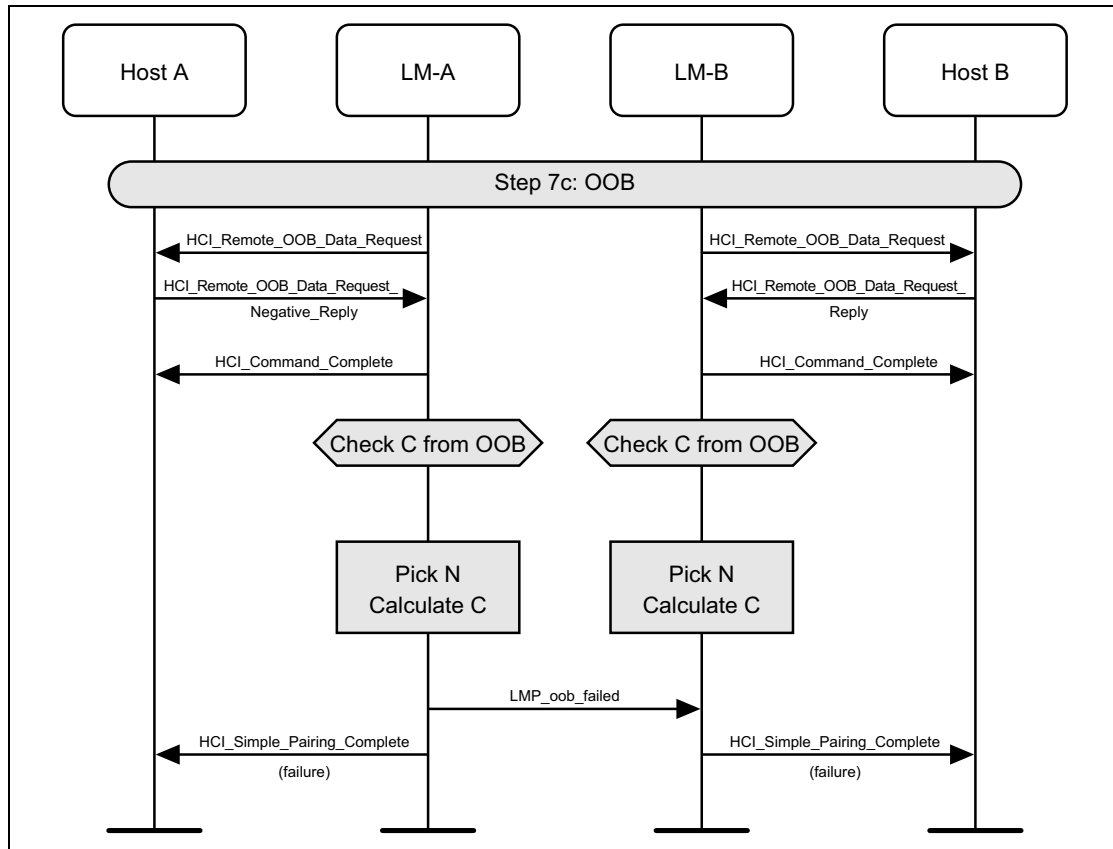 Host A
LM-A
LM-B
Host B
Step 7c: OOB
HCI_Remote_OOB_Data_Request
HCI_Remote_OOB_Data_Request
HCI_Remote_OOB_Data_Request_
Negative_Reply
HCI_Remote_OOB_Data_Request_
Reply
HCI_Command_Complete
HCI_Command_Complete
Check C from OOB
Check C from OOB
Pick N
Calculate C
Pick N
Calculate C
LMP_oob_failed
HCI_Simple_Pairing_Complete
(failure)
HCI_Simple_Pairing_Complete
(failure)